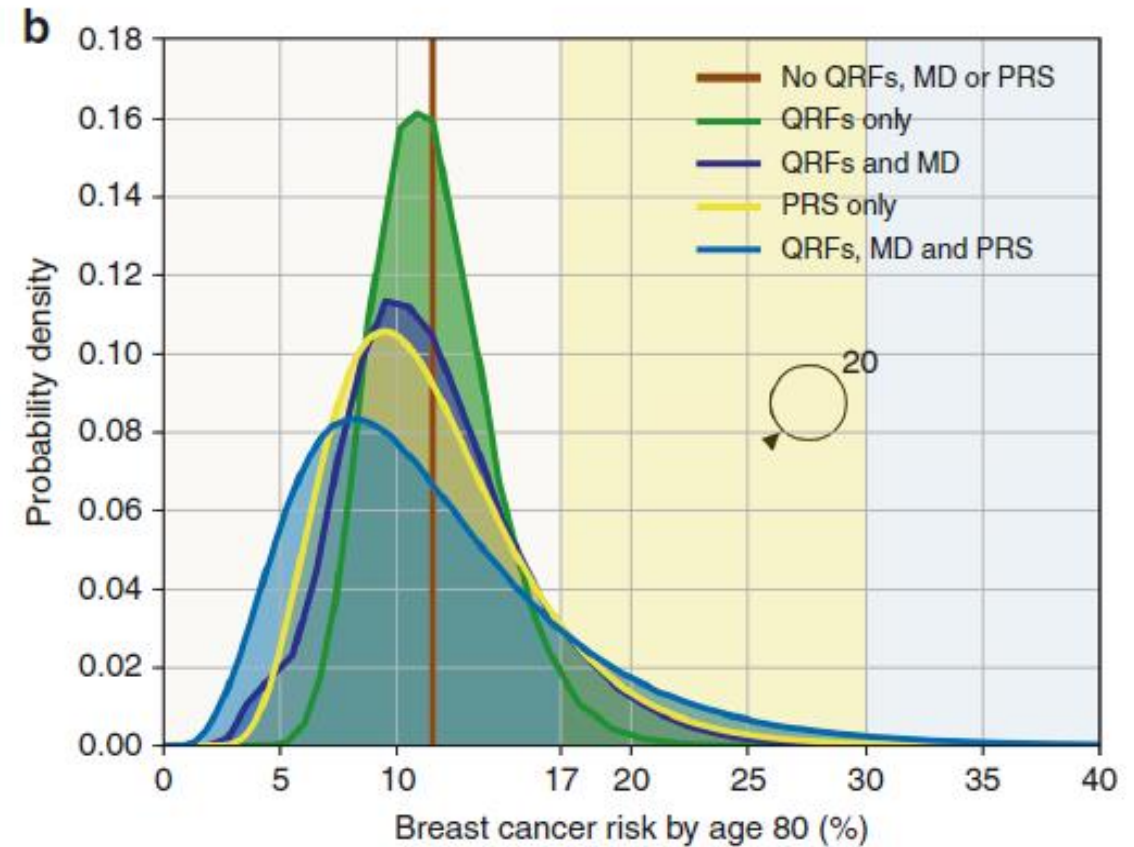 b
0.18
0.16
0.14
0.12
0.10
0.08
0.06
0.04
0.02
0.00
Probability density
No QRFs, MD or PRS
QRFs only
QRFs and MD
PRS only
QRFs, MD and PRS
20
0 5 10 17 20 25 30 35 40
Breast cancer risk by age 80 (%)